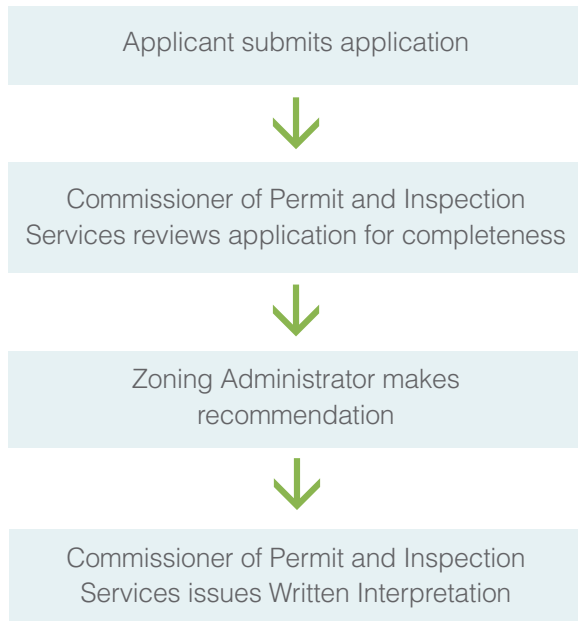 Applicant submits application
Commissioner of Permit and Inspection
Services reviews application for completeness
Zoning Administrator makes
recommendation
Commissioner of Permit and Inspection
Services issues Written Interpretation